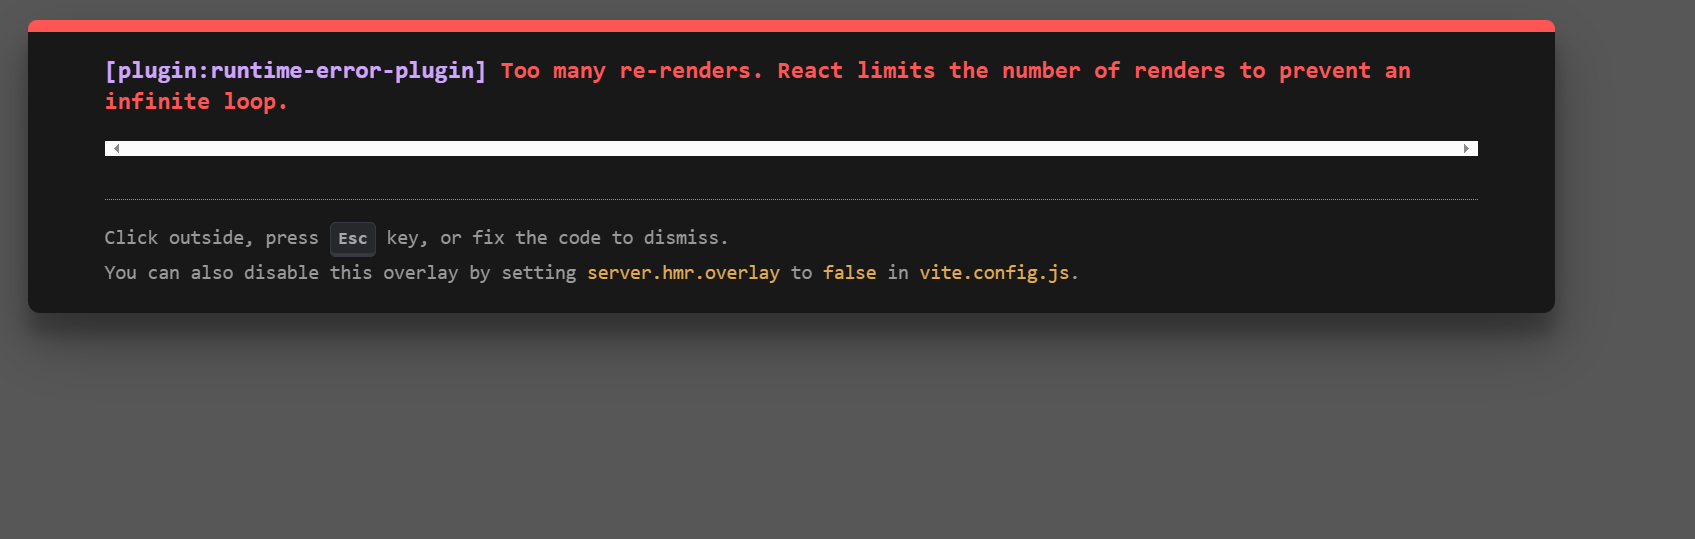 [plugin:runtime-error-plugin] Too many re-renders. React limits the number of renders to prevent an
infinite loop.
Click outside, press Esc key, or fix the code to dismiss.
You can also disable this overlay by setting server.hmr.overlay to false in vite.config.js.